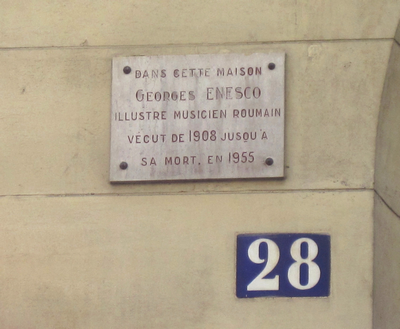 DANS CETTE MAISON
GEORGES ENESCO
ILLUSTRE MUSICIEN ROUMAIN
VÉCUT DE 1908 JUSQU'À
SA MORT, EN 1955
28